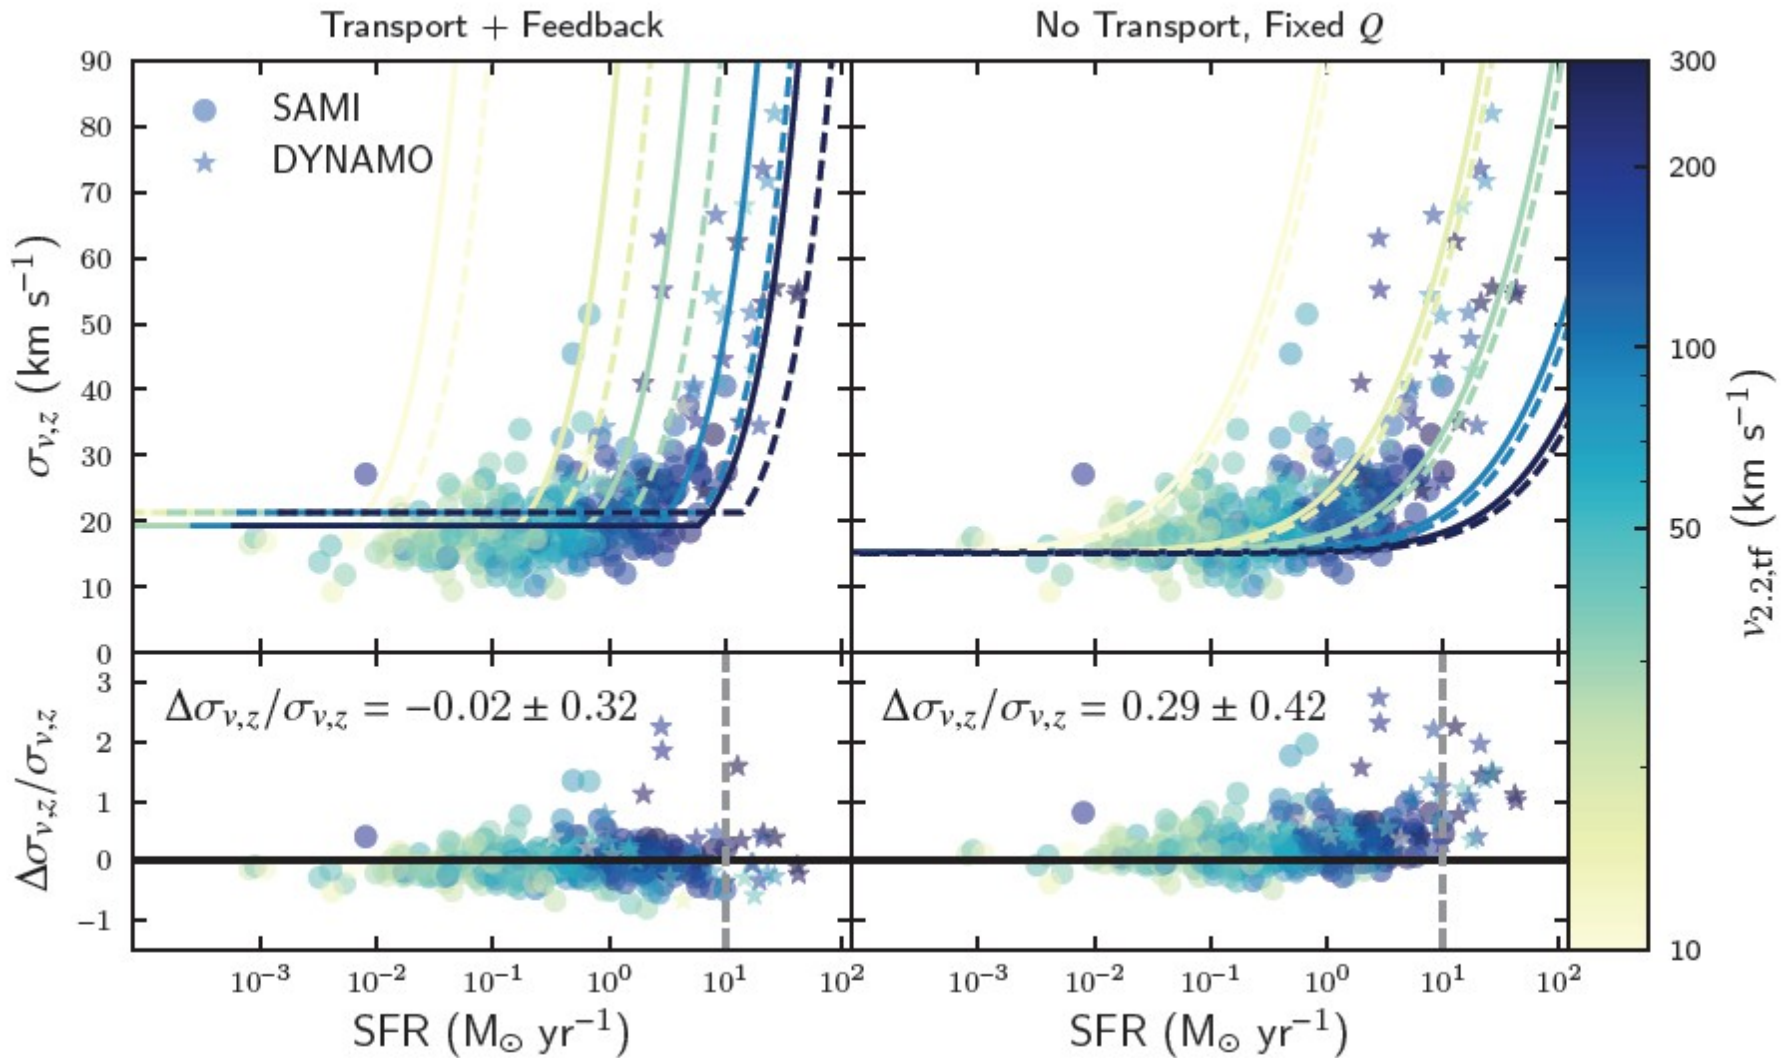 Transport + Feedback
No Transport, Fixed Q
90
80
70
60
50
40
30
20
10
0
σv,z (km s−1)
SAMI
DYNAMO
3
2
1
0
−1
Δσv,z/σv,z
Δσv,z/σv,z = −0.02 ± 0.32
Δσv,z/σv,z = 0.29 ± 0.42
10−3 10−2 10−1 100 101 102
10−3 10−2 10−1 100 101 102
SFR (M⊙ yr−1)
SFR (M⊙ yr−1)
300
200
100
50
10
v2.2,tf (km s−1)